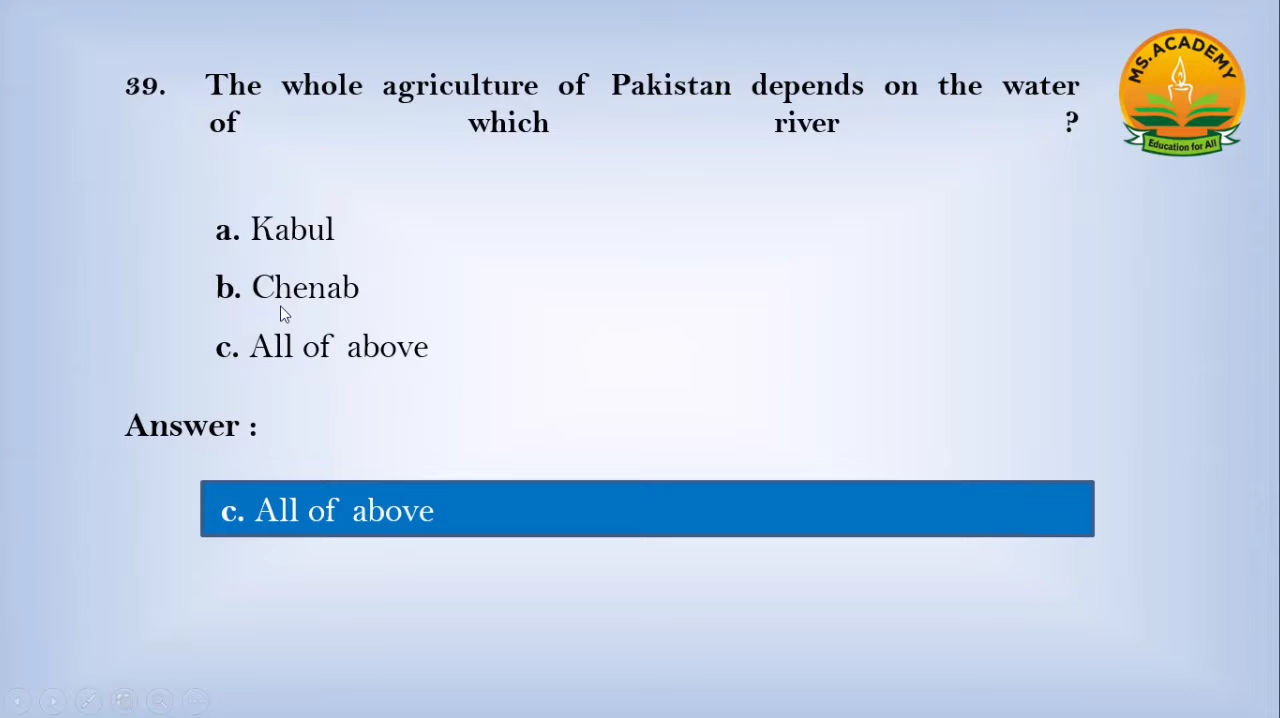 MS.ACADEMY
Education for All
39. The whole agriculture of Pakistan depends on the water
of which river ?
a. Kabul
b. Chenab
c. All of above
Answer :
c. All of above